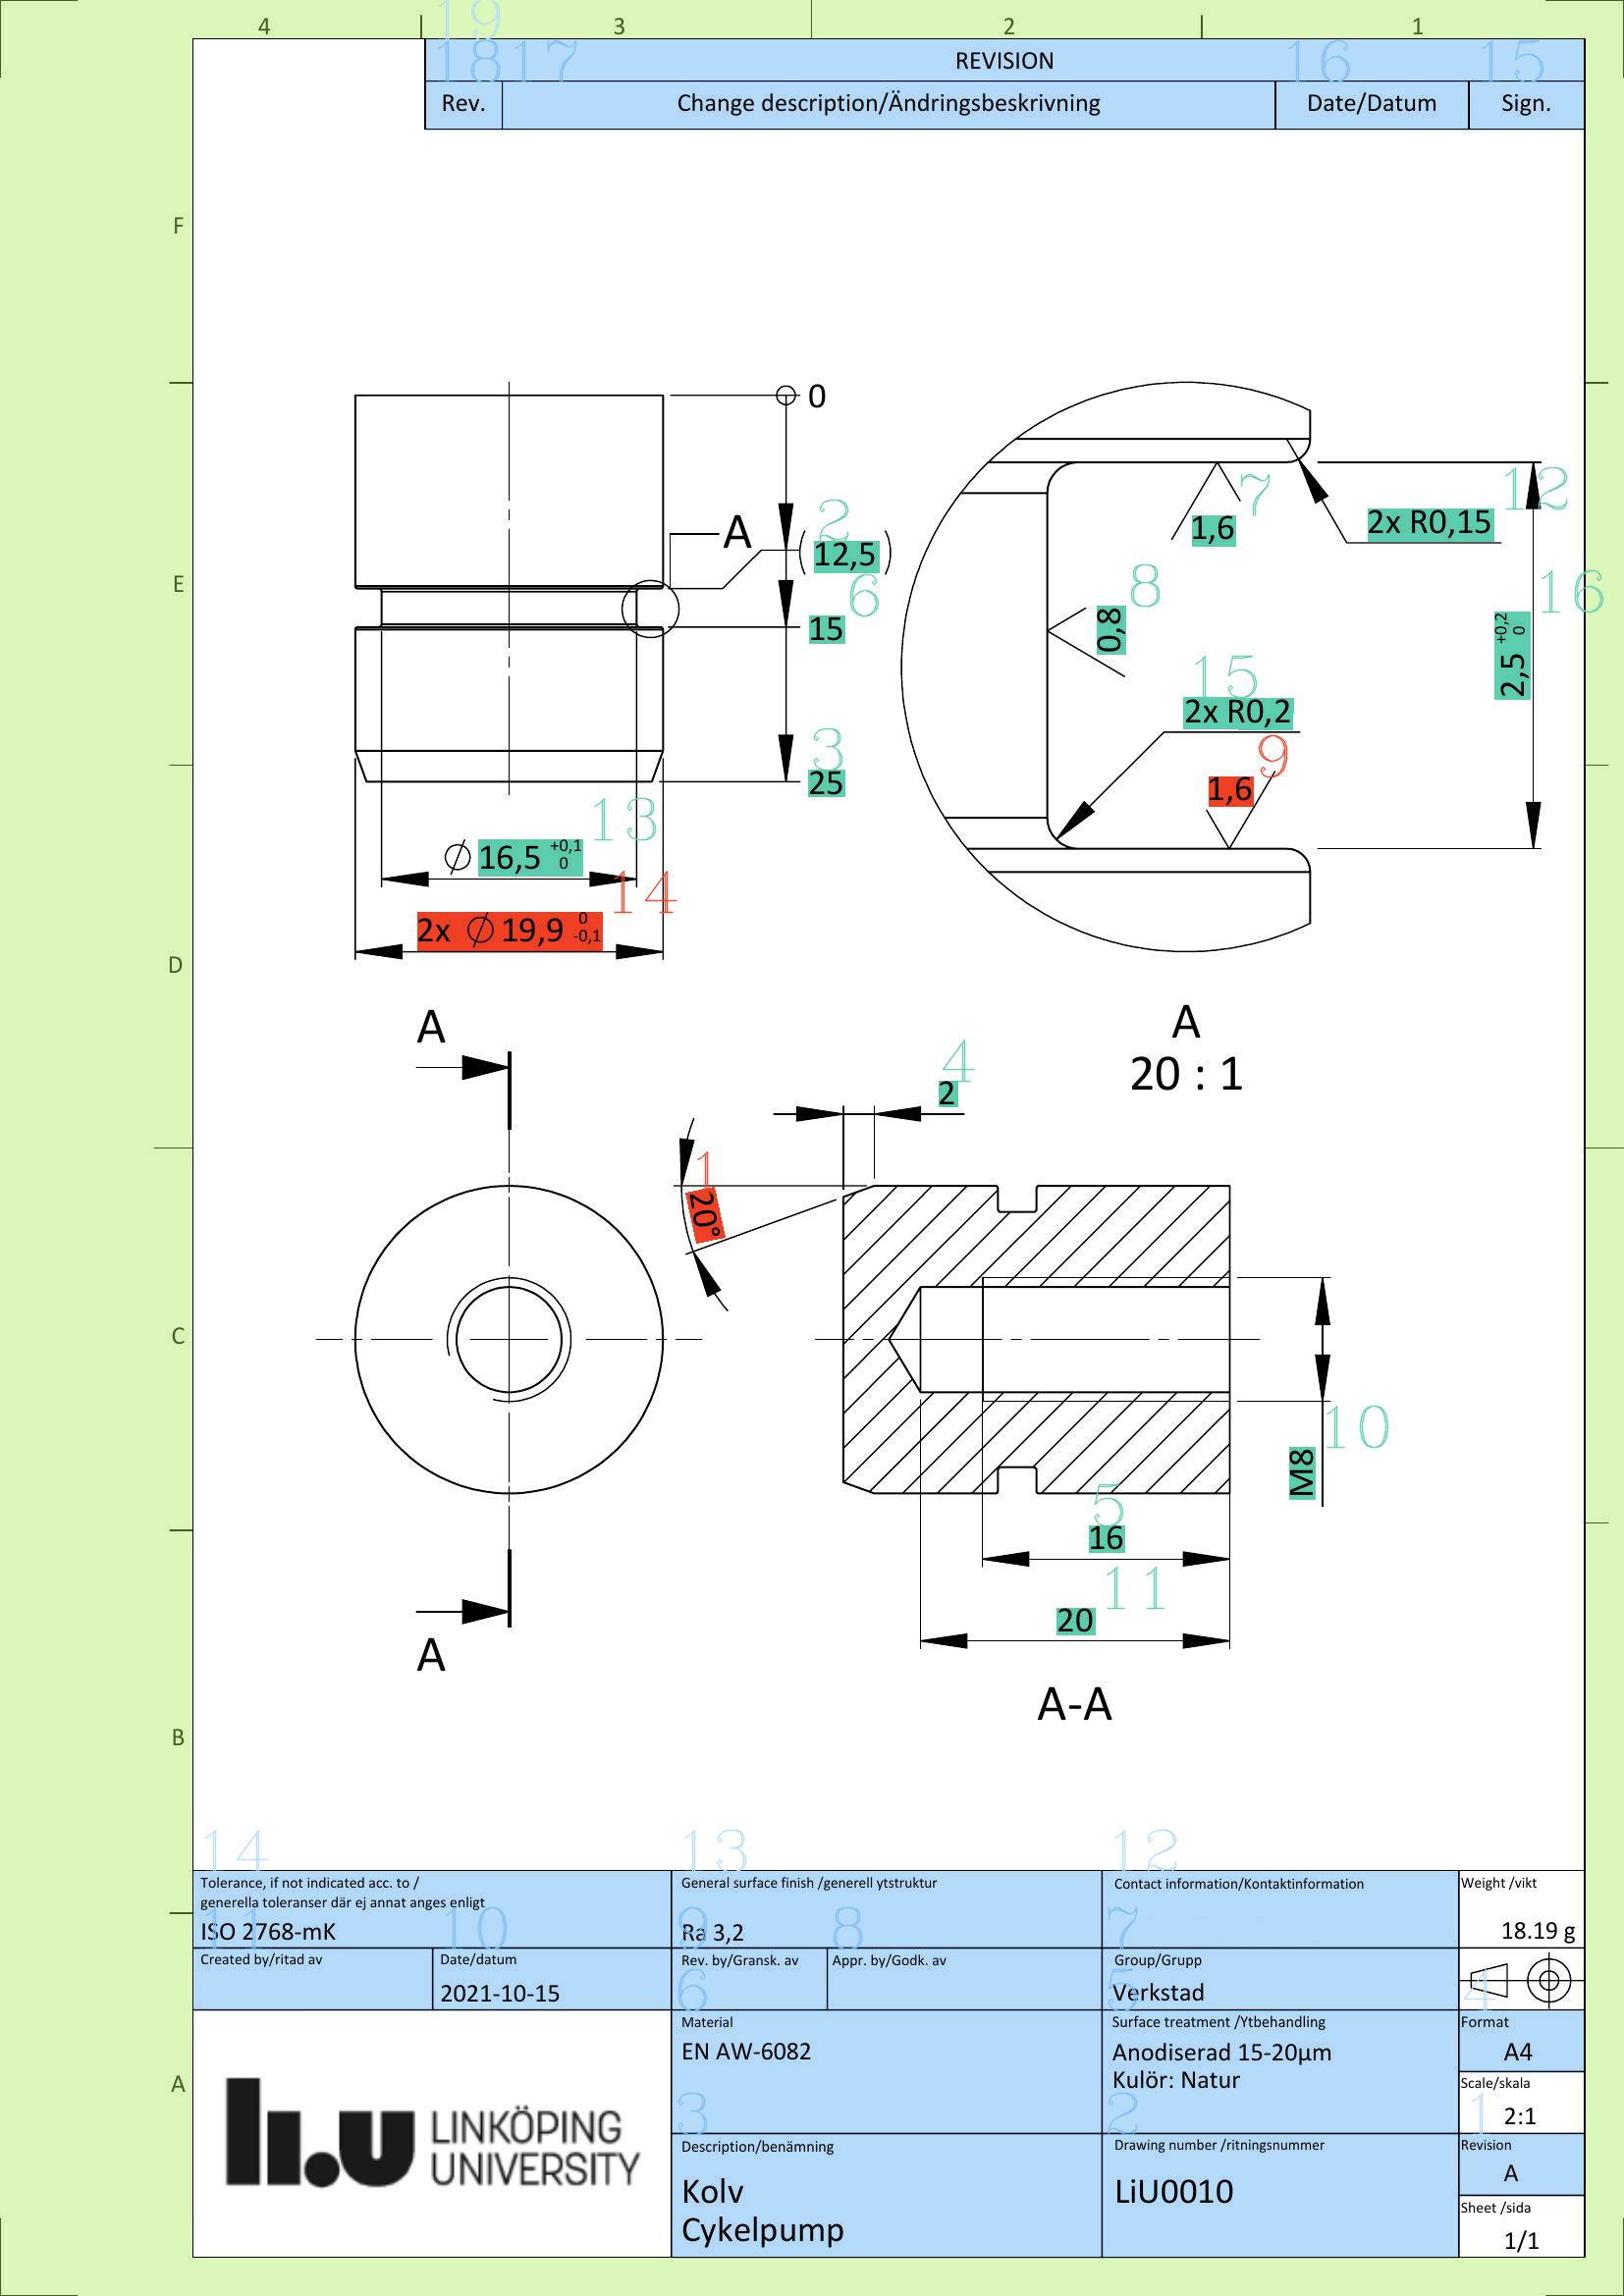 4 3 2 1
19
18 17 16 15
REVISION
Rev. Change description/Ändringsbeskrivning Date/Datum Sign.
F
E
D
C
B
A
0
A
2
(12,5)
6
15
3
25
13
⌀ 16,5 +0,1 0
14
2x ⌀ 19,9 0 -0,1
7
1,6
12
2x R0,15
8
0,8
16
2,5 +0,2 0
15
2x R0,2
9
1,6
A
20 : 1
A
A
4
2
1
20°
10
M8
5
16
11
20
A-A
14 13 12
Tolerance, if not indicated acc. to /
generella toleranser där ej annat anges enligt
ISO 2768-mK
11 10
General surface finish /generell ytstruktur
Ra 3,2
9 8
Contact information/Kontaktinformation
7
Weight /vikt
18.19 g
Created by/ritad av
Date/datum
2021-10-15
Rev. by/Gransk. av
Appr. by/Godk. av
6
Group/Grupp
Verkstad
5
4
Material
EN AW-6082
3
Surface treatment /Ytbehandling
Anodiserad 15-20µm
Kulör: Natur
2
Format
A4
Scale/skala
2:1
1
LINKÖPING
UNIVERSITY
li.u
Description/benämning
Kolv
Cykelpump
Drawing number /ritningsnummer
LiU0010
Revision
A
Sheet /sida
1/1